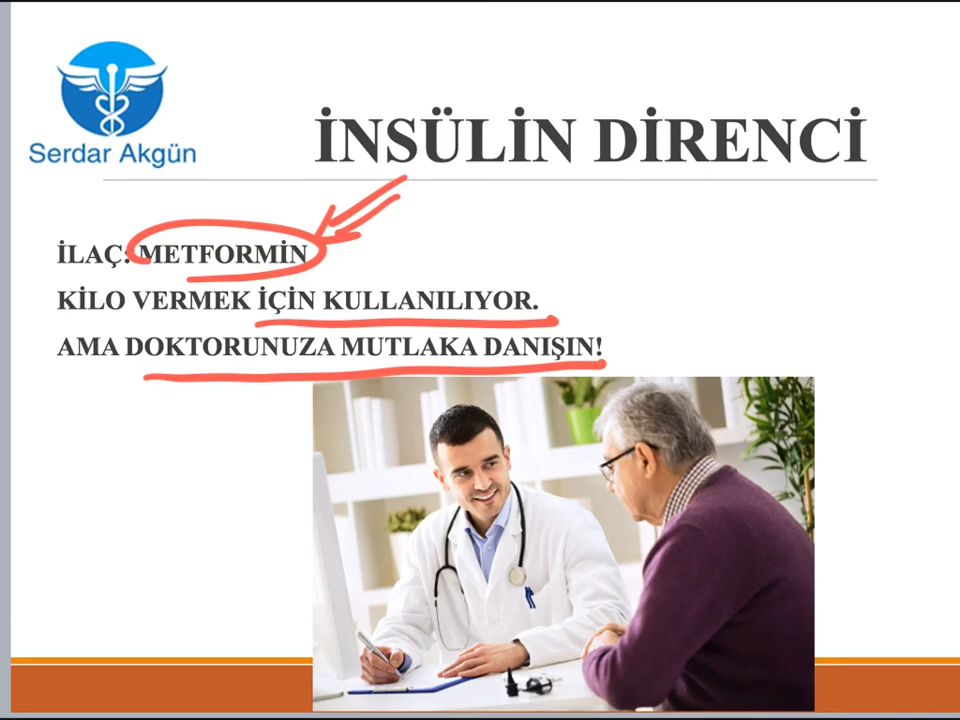 Serdar Akgün
İNSÜLİN DİRENCİ
İLAÇ: METFORMİN
KİLO VERMEK İÇİN KULLANILIYOR.
AMA DOKTORUNUZA MUTLAKA DANIŞIN!